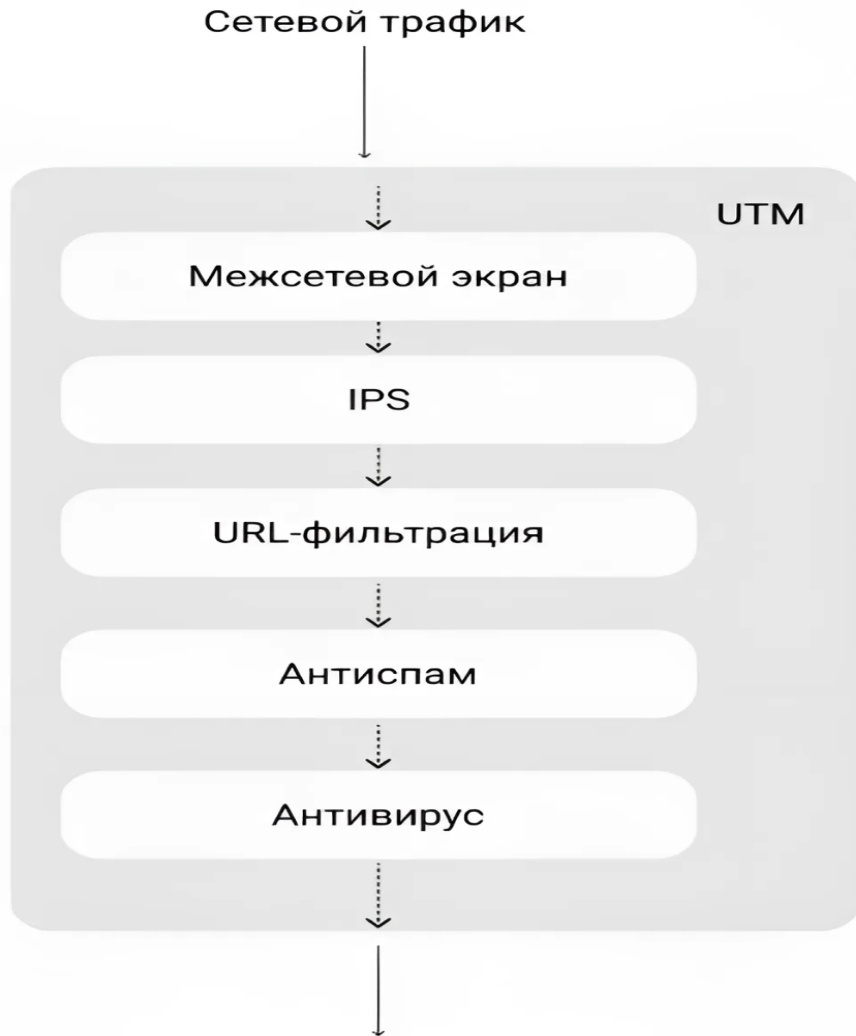 Сетевой трафик
UTM
Межсетевой экран
IPS
URL-фильтрация
Антиспам
Антивирус